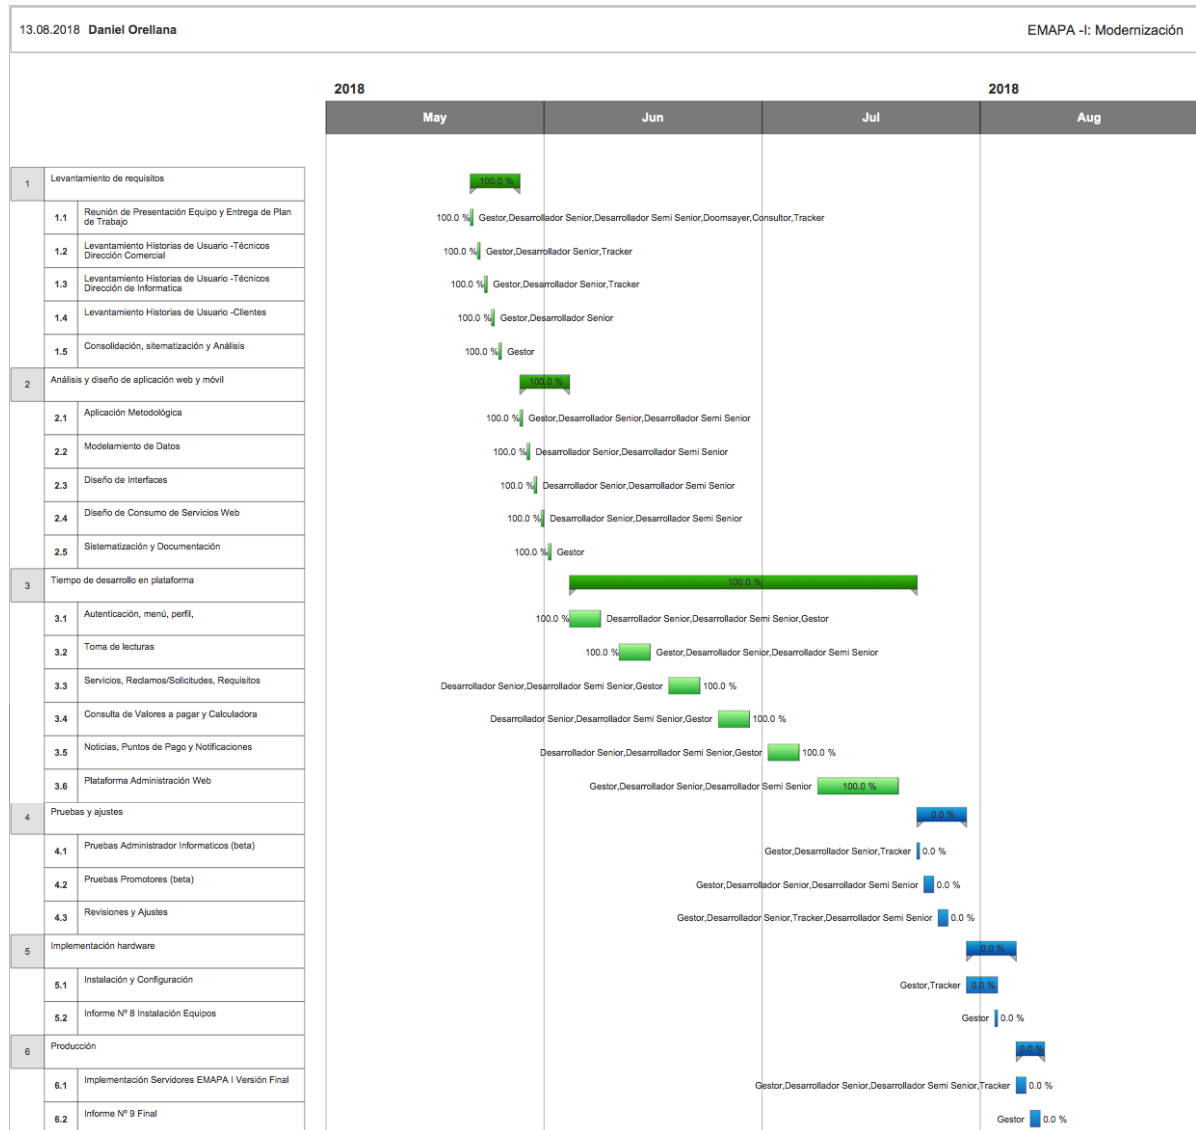 13.08.2018 Daniel Orellana
EMAPA -I: Modernización
2018
2018
May
Jun
Jul
Aug
1 Levantamiento de requisitos
100.0 %
1.1 Reunión de Presentación Equipo y Entrega de Plan
de Trabajo
100.0 % Gestor,Desarrollador Senior,Desarrollador Semi Senior,Doomsayer,Consultor,Tracker
1.2 Levantamiento Historias de Usuario -Técnicos
Dirección Comercial
100.0 % Gestor,Desarrollador Senior,Tracker
1.3 Levantamiento Historias de Usuario -Técnicos
Dirección de Informatica
100.0 % Gestor,Desarrollador Senior,Tracker
1.4 Levantamiento Historias de Usuario -Clientes
100.0 % Gestor,Desarrollador Senior
1.5 Consolidación, sitematización y Análisis
100.0 % Gestor
2 Análisis y diseño de aplicación web y móvil
100.0 %
2.1 Aplicación Metodológica
100.0 % Gestor,Desarrollador Senior,Desarrollador Semi Senior
2.2 Modelamiento de Datos
100.0 % Desarrollador Senior,Desarrollador Semi Senior
2.3 Diseño de Interfaces
100.0 % Desarrollador Senior,Desarrollador Semi Senior
2.4 Diseño de Consumo de Servicios Web
100.0 % Desarrollador Senior,Desarrollador Semi Senior
2.5 Sistematización y Documentación
100.0 % Gestor
3 Tiempo de desarrollo en plataforma
100.0 %
3.1 Autenticación, menú, perfil,
100.0 % Desarrollador Senior,Desarrollador Semi Senior,Gestor
3.2 Toma de lecturas
100.0 % Gestor,Desarrollador Senior,Desarrollador Semi Senior
3.3 Servicios, Reclamos/Solicitudes, Requisitos
Desarrollador Senior,Desarrollador Semi Senior,Gestor 100.0 %
3.4 Consulta de Valores a pagar y Calculadora
Desarrollador Senior,Desarrollador Semi Senior,Gestor 100.0 %
3.5 Noticias, Puntos de Pago y Notificaciones
Desarrollador Senior,Desarrollador Semi Senior,Gestor 100.0 %
3.6 Plataforma Administración Web
Gestor,Desarrollador Senior,Desarrollador Semi Senior 100.0 %
4 Pruebas y ajustes
0.0 %
4.1 Pruebas Administrador Informaticos (beta)
Gestor,Desarrollador Senior,Tracker 0.0 %
4.2 Pruebas Promotores (beta)
Gestor,Desarrollador Senior,Desarrollador Semi Senior 0.0 %
4.3 Revisiones y Ajustes
Gestor,Desarrollador Senior,Tracker,Desarrollador Semi Senior 0.0 %
5 Implementación hardware
0.0 %
5.1 Instalación y Configuración
Gestor,Tracker 0.0 %
5.2 Informe Nº 8 Instalación Equipos
Gestor 0.0 %
6 Producción
0.0 %
6.1 Implementación Servidores EMAPA I Versión Final
Gestor,Desarrollador Senior,Desarrollador Semi Senior,Tracker 0.0 %
6.2 Informe Nº 9 Final
Gestor 0.0 %